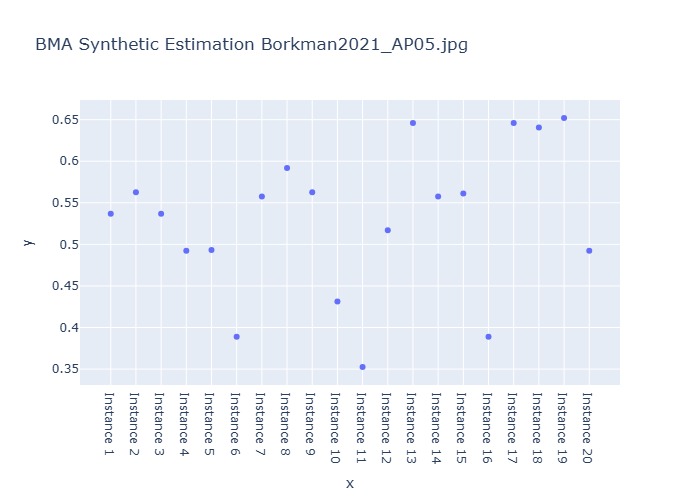 BMA Synthetic Estimation Borkman2021_AP05.jpg
0.65
0.6
0.55
0.5
0.45
0.4
0.35
y
Instance 1
Instance 2
Instance 3
Instance 4
Instance 5
Instance 6
Instance 7
Instance 8
Instance 9
Instance 10
Instance 11
Instance 12
Instance 13
Instance 14
Instance 15
Instance 16
Instance 17
Instance 18
Instance 19
Instance 20
x